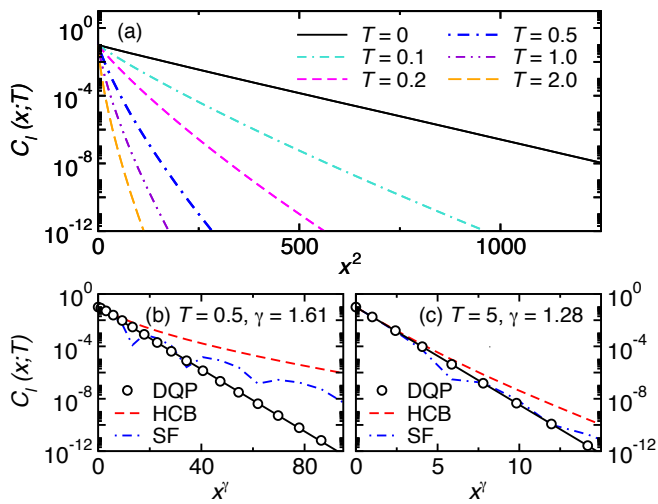 (a)
T = 0
T = 0.1
T = 0.2
T = 0.5
T = 1.0
T = 2.0
C_l (x;T)
10^0
10^-4
10^-8
10^-12
0 500 1000
x^2
(b) T = 0.5, γ = 1.61
DQP
HCB
SF
C_l (x;T)
10^0
10^-4
10^-8
10^-12
0 40 80
x^γ
(c) T = 5, γ = 1.28
DQP
HCB
SF
10^0
10^-4
10^-8
10^-12
0 5 10
x^γ